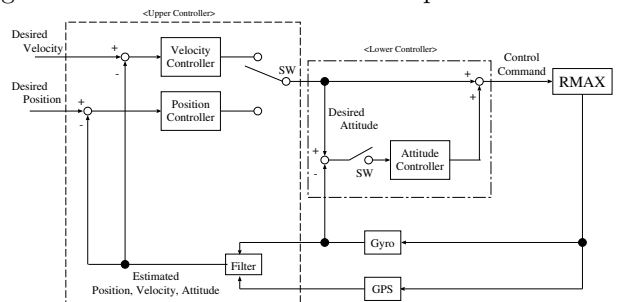 <Upper Controller>
Desired
Velocity
+
-
Velocity
Controller
SW
<Lower Controller>
Control
Command
RMAX
+
+
Desired
Position
+
-
Position
Controller
Desired
Attitude
+
-
SW
Attitude
Controller
Gyro
Filter
GPS
Estimated
Position, Velocity, Attitude